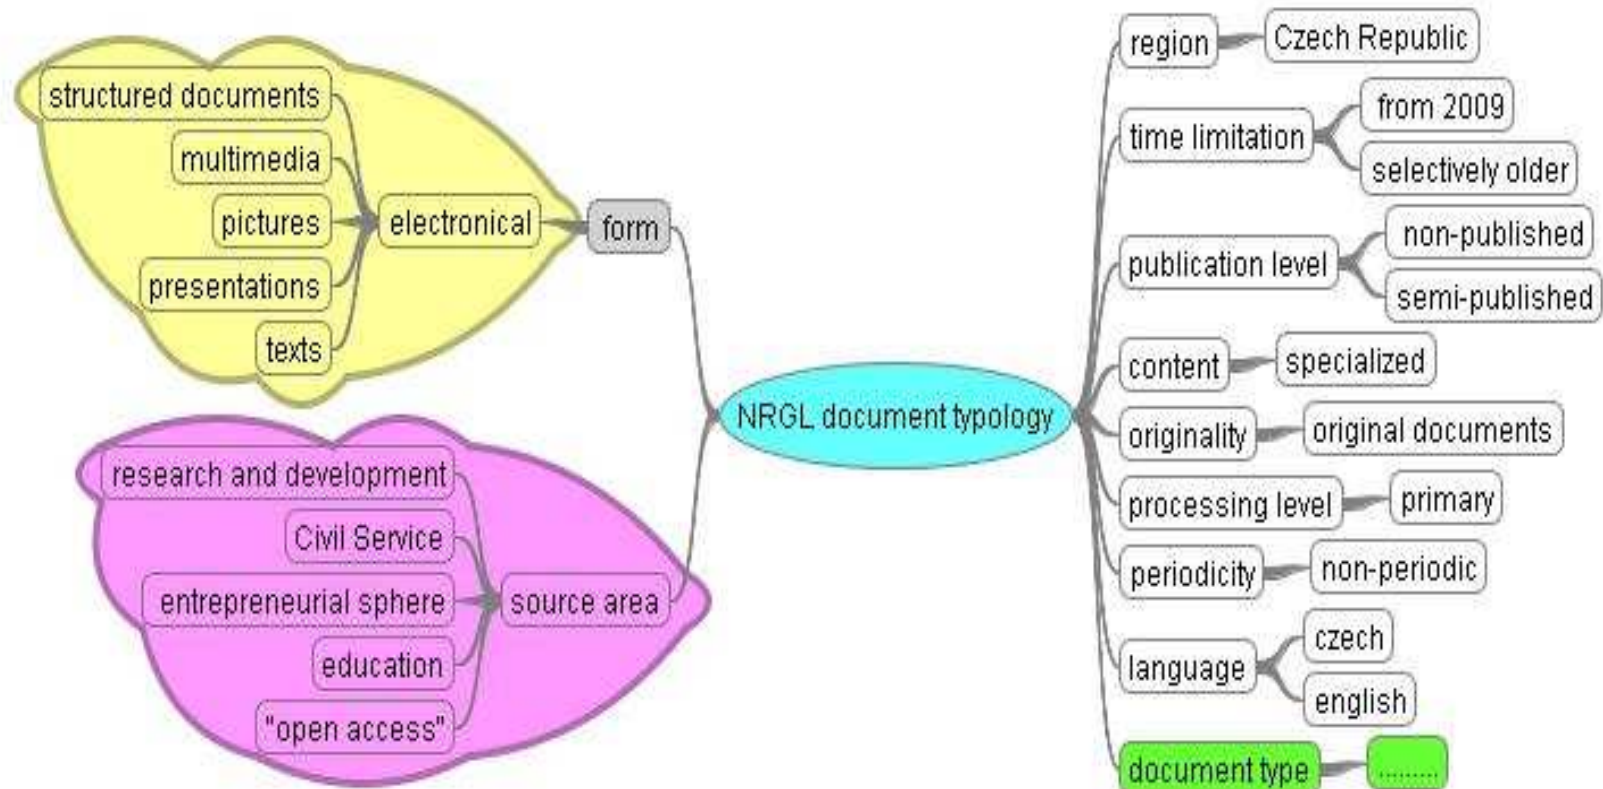 structured documents
multimedia
pictures
presentations
texts
electronical
form
research and development
Civil Service
entrepreneurial sphere
education
"open access"
source area
NRGL document typology
region
Czech Republic
time limitation
from 2009
selectively older
publication level
non-published
semi-published
content
specialized
originality
original documents
processing level
primary
periodicity
non-periodic
language
czech
english
document type
.........